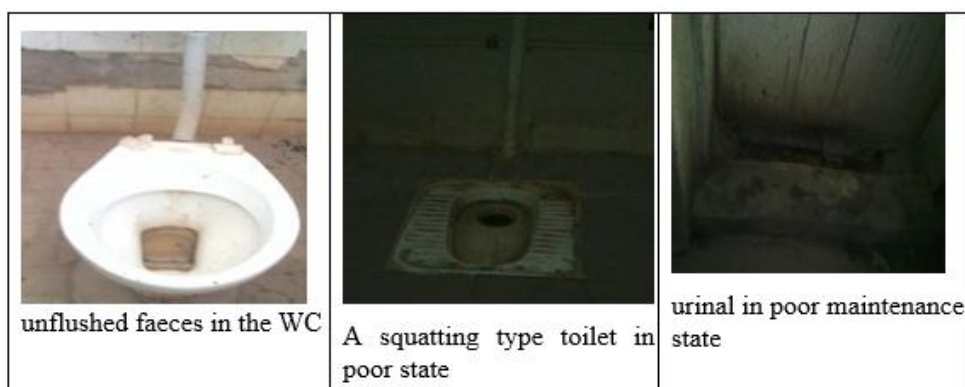 unflushed faeces in the WC
A squatting type toilet in
poor state
urinal in poor maintenance
state